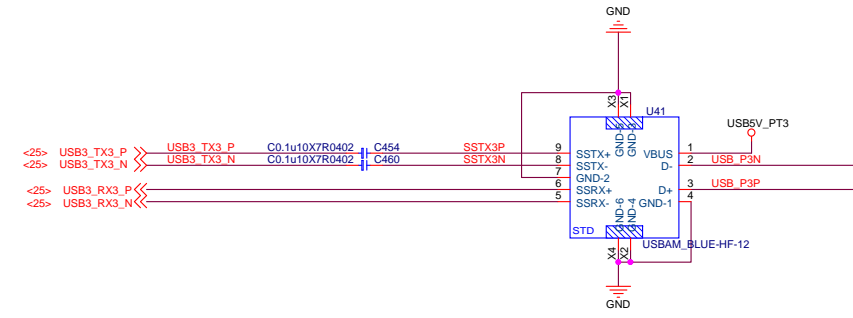 GND
X3
X1
U41
USB5V_PT3
GND-5
GND-3
<25> USB3_TX3_P USB3_TX3_P C0.1u10X7R0402 C454 SSTX3P 9 SSTX+ VBUS 1
<25> USB3_TX3_N USB3_TX3_N C0.1u10X7R0402 C460 SSTX3N 8 SSTX- D- 2 USB_P3N
7 GND-2
<25> USB3_RX3_P 6 SSRX+ D+ 3 USB_P3P
<25> USB3_RX3_N 5 SSRX- GND-1 4
GND-6
GND-4
STD
USBAM_BLUE-HF-12
X4
X2
GND